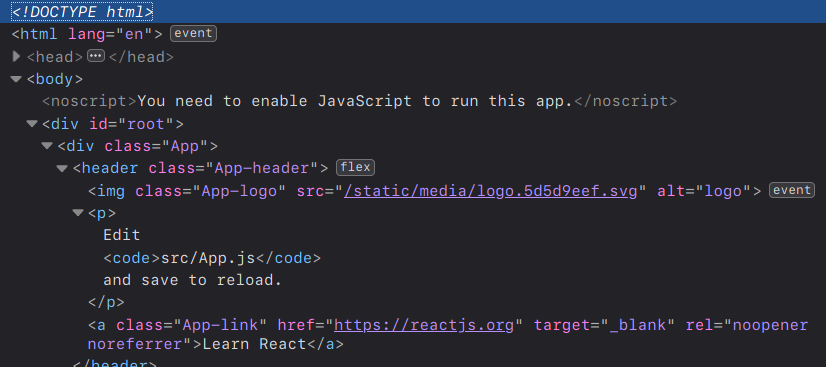 <!DOCTYPE html>
<html lang="en"> event
<head> ··· </head>
<body>
<noscript>You need to enable JavaScript to run this app.</noscript>
<div id="root">
<div class="App">
<header class="App-header"> flex
<img class="App-logo" src="/static/media/logo.5d5d9eef.svg" alt="logo"> event
<p>
Edit
<code>src/App.js</code>
and save to reload.
</p>
<a class="App-link" href="https://reactjs.org" target="_blank" rel="noopener
noreferrer">Learn React</a>
</header>